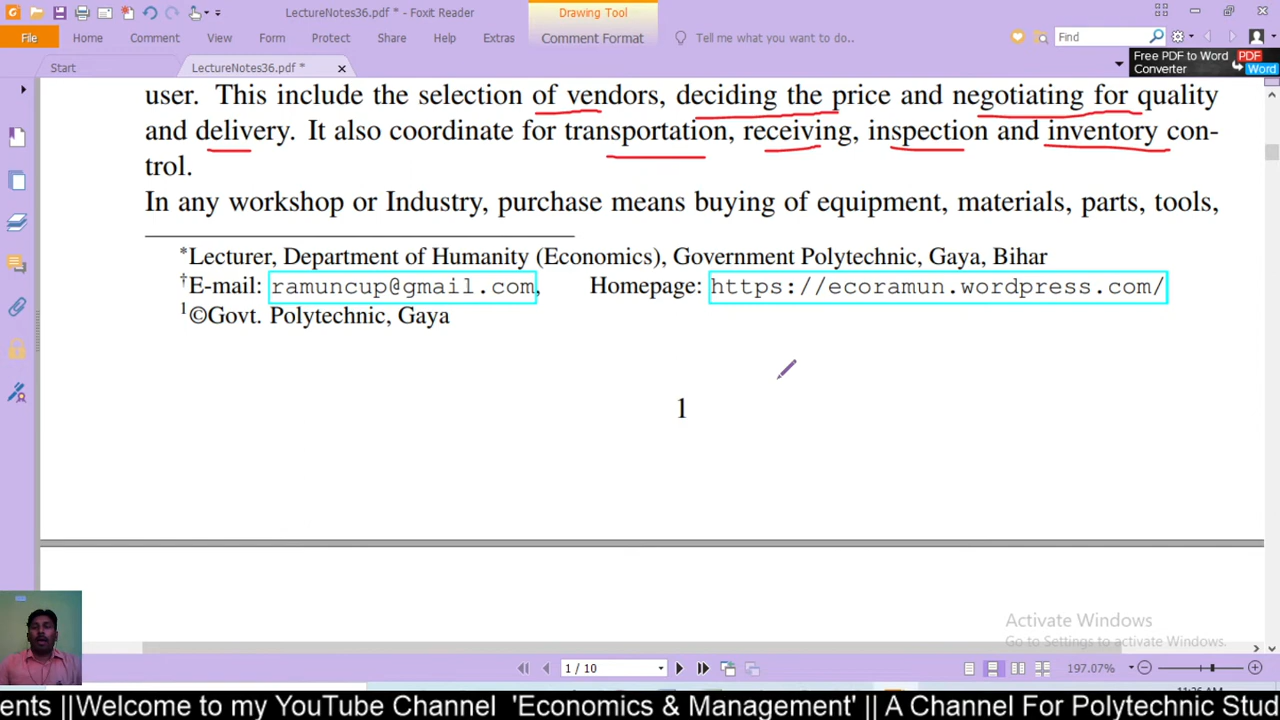 LectureNotes36.pdf * - Foxit Reader
Drawing Tool
File Home Comment View Form Protect Share Help Extras Comment Format Tell me what you want to do.. Find
Start LectureNotes36.pdf *
Free PDF to Word Converter PDF Word
user. This include the selection of vendors, deciding the price and negotiating for quality
and delivery. It also coordinate for transportation, receiving, inspection and inventory con-
trol.
In any workshop or Industry, purchase means buying of equipment, materials, parts, tools,
*Lecturer, Department of Humanity (Economics), Government Polytechnic, Gaya, Bihar
†E-mail: ramuncup@gmail.com, Homepage: https://ecoramun.wordpress.com/
1©Govt. Polytechnic, Gaya
1
Activate Windows
Go to Settings to activate Windows.
1 / 10 197.07%
ents ||Welcome to my YouTube Channel 'Economics & Management' || A Channel For Polytechnic Stud